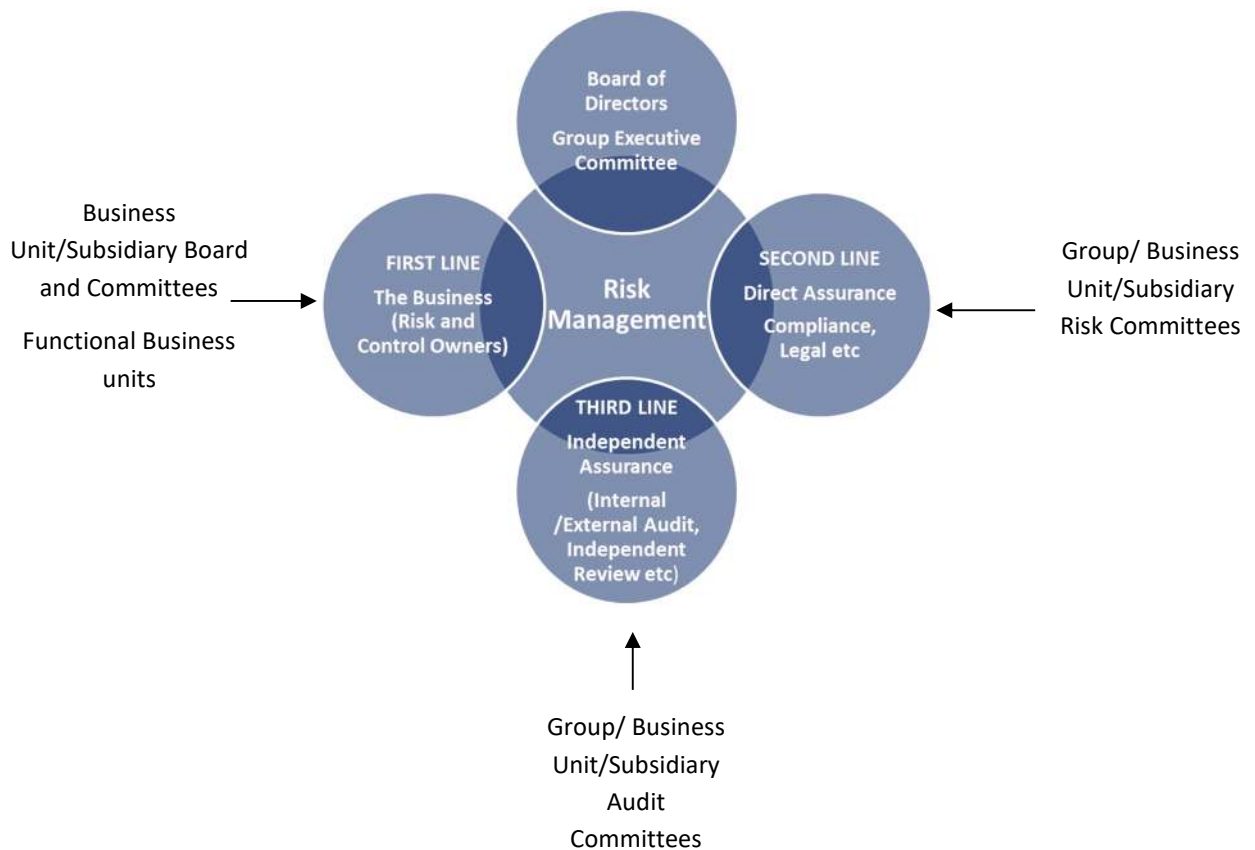 Board of
Directors
Group Executive
Committee
Business
Unit/Subsidiary Board
and Committees
Functional Business
units
FIRST LINE
The Business
(Risk and
Control Owners)
Risk
Management
SECOND LINE
Direct Assurance
Compliance,
Legal etc
Group/ Business
Unit/Subsidiary
Risk Committees
THIRD LINE
Independent
Assurance
(Internal
/External Audit,
Independent
Review etc)
Group/ Business
Unit/Subsidiary
Audit
Committees